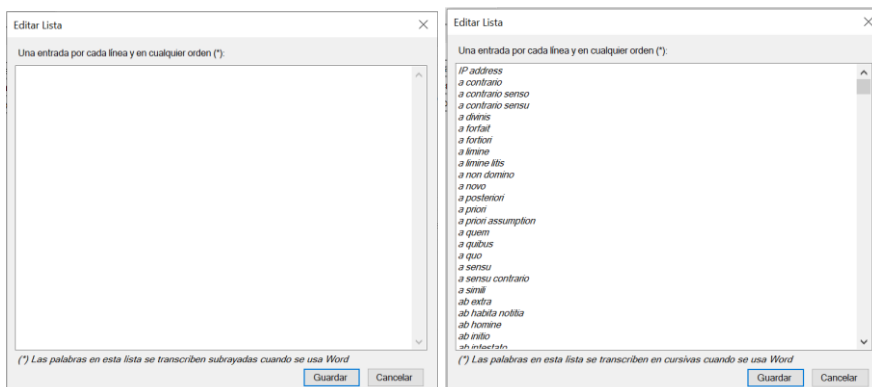 Editar Lista
Una entrada por cada línea y en cualquier orden (*):
(*) Las palabras en esta lista se transcriben subrayadas cuando se usa Word
Guardar
Cancelar
Editar Lista
Una entrada por cada línea y en cualquier orden (*):
IP address
a contrario
a contrario senso
a contrario sensu
a divinis
a forfait
a fortiori
a limine
a limine litis
a non domino
a novo
a posteriori
a priori
a priori assumption
a quem
a quibus
a quo
a sensu
a sensu contrario
a simili
ab extra
ab habita notitia
ab homine
ab initio
ab intestato
(*) Las palabras en esta lista se transcriben en cursivas cuando se usa Word
Guardar
Cancelar